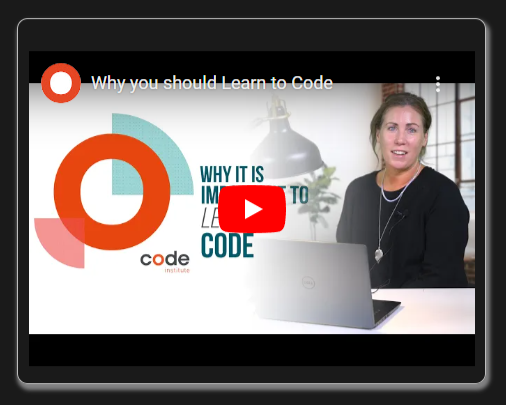 Why you should Learn to Code
WHY IT IS
TO
CODE
code
institute